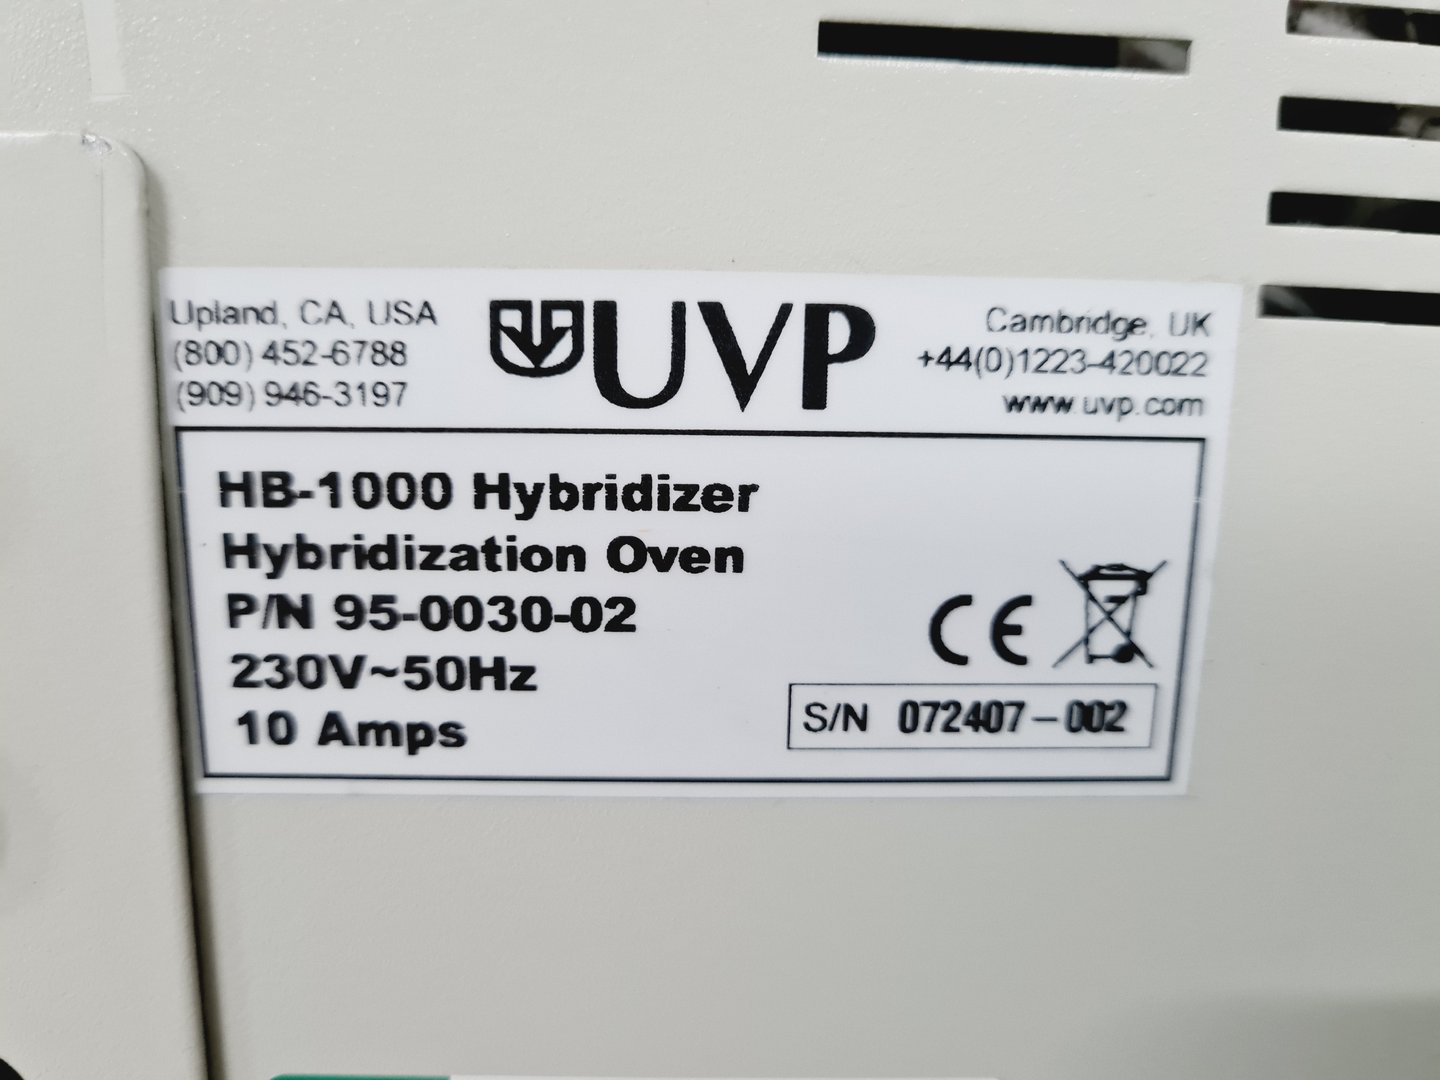 Upland, CA, USA
(800) 452-6788
(909) 946-3197
UVP
Cambridge, UK
+44(0)1223-420022
www.uvp.com
HB-1000 Hybridizer
Hybridization Oven
P/N 95-0030-02
230V~50Hz
10 Amps
CE
S/N 072407-002